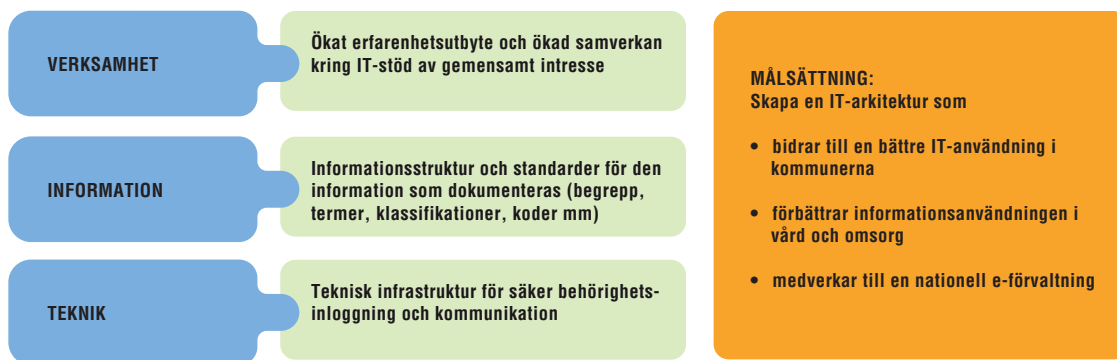 VERKSAMHET
Ökat erfarenhetsutbyte och ökad samverkan
kring IT-stöd av gemensamt intresse
INFORMATION
Informationsstruktur och standarder för den
information som dokumenteras (begrepp,
termer, klassifikationer, koder mm)
TEKNIK
Teknisk infrastruktur för säker behörighets-
inloggning och kommunikation
MÅLSÄTTNING:
Skapa en IT-arkitektur som
• bidrar till en bättre IT-användning i
kommunerna
• förbättrar informationsanvändningen i
vård och omsorg
• medverkar till en nationell e-förvaltning